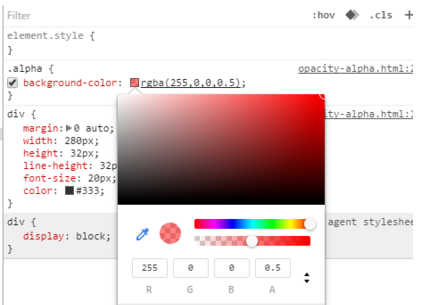 Filter :hov .cls +
element.style {
}
.alpha { opacity-alpha.html:2
background-color: rgba(255,0,0,0.5);
}
div { ity-alpha.html:1
margin: 0 auto;
width: 280px;
height: 32px;
line-height: 32p
font-size: 20px;
color: #333;
}
div { agent styleshee
display: block;
}
255 0 0 0.5
R G B A